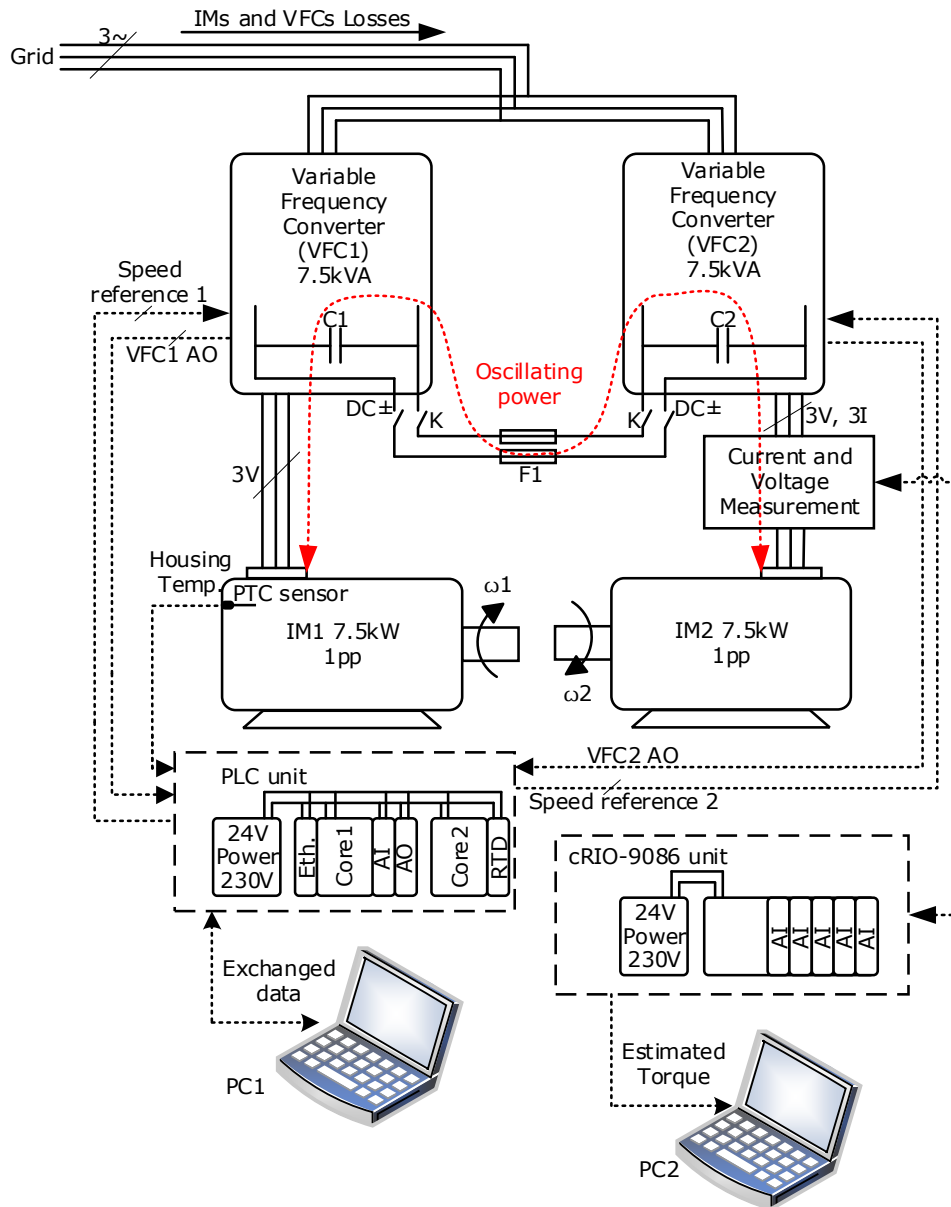 IMs and VFCs Losses
3~
Grid
Variable
Frequency
Converter
(VFC1)
7.5kVA
Variable
Frequency
Converter
(VFC2)
7.5kVA
Speed
reference 1
C1
C2
VFC1 AO
Oscillating
power
DC±
K
K
DC±
3V, 3I
F1
3V
Current and
Voltage
Measurement
Housing
Temp.
PTC sensor
IM1 7.5kW
1pp
ω1
ω2
IM2 7.5kW
1pp
VFC2 AO
Speed reference 2
PLC unit
24V
Power
230V
Eth.
Core1
AI
AO
Core2
RTD
cRIO-9086 unit
24V
Power
230V
AI
AI
AI
AI
AI
Exchanged
data
PC1
Estimated
Torque
PC2